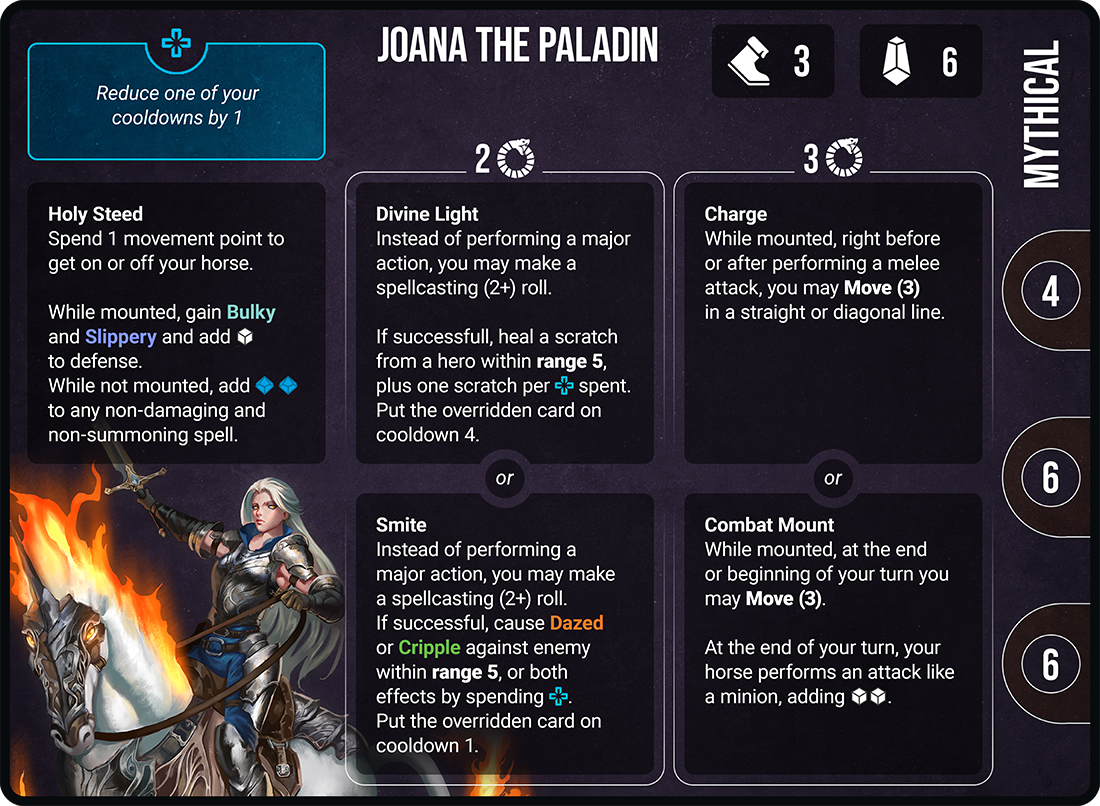 JOANA THE PALADIN
3
6
MYTHICAL
Reduce one of your
cooldowns by 1
2
3
Holy Steed
Spend 1 movement point to
get on or off your horse.
While mounted, gain Bulky
and Slippery and add
to defense.
While not mounted, add
to any non-damaging and
non-summoning spell.
Divine Light
Instead of performing a major
action, you may make a
spellcasting (2+) roll.
If successful, heal a scratch
from a hero within range 5,
plus one scratch per spent.
Put the overridden card on
cooldown 4.
or
Smite
Instead of performing a
major action, you may make
a spellcasting (2+) roll.
If successful, cause Dazed
or Cripple against enemy
within range 5, or both
effects by spending .
Put the overridden card on
cooldown 1.
Charge
While mounted, right before
or after performing a melee
attack, you may Move (3)
in a straight or diagonal line.
or
Combat Mount
While mounted, at the end
or beginning of your turn you
may Move (3).
At the end of your turn, your
horse performs an attack like
a minion, adding .
4
6
6